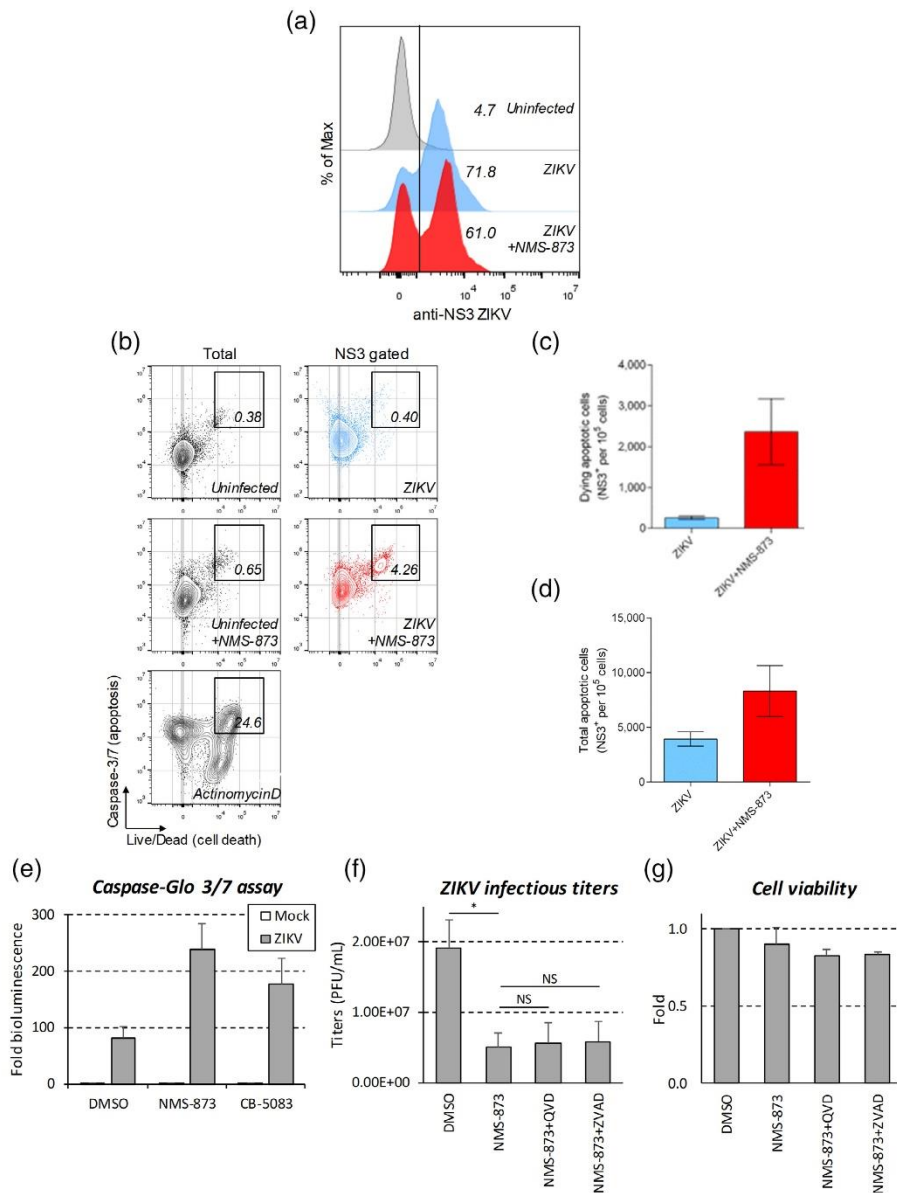 (a)
% of Max
4.7 Uninfected
71.8 ZIKV
61.0 ZIKV
+NMS-873
0 10⁴ 10⁵ 10⁷
anti-NS3 ZIKV
(b)
Total NS3 gated
0.38
Uninfected
0.40
ZIKV
0.65
Uninfected
+NMS-873
4.26
ZIKV
+NMS-873
24.6
ActinomycinD
Caspase-3/7 (apoptosis)
Live/Dead (cell death)
(c)
Dying apoptotic cells
(NS3⁺ per 10⁵ cells)
4,000
3,000
2,000
1,000
0
ZIKV
ZIKV+NMS-873
(d)
Total apoptotic cells
(NS3⁺ per 10⁵ cells)
15,000
10,000
5,000
0
ZIKV
ZIKV+NMS-873
(e)
Caspase-Glo 3/7 assay
Fold bioluminescence
300
200
100
0
Mock
ZIKV
DMSO NMS-873 CB-5083
(f)
ZIKV infectious titers
Titers (PFU/mL)
2.00E+07
1.00E+07
0.00E+00
*
NS
NS
DMSO
NMS-873
NMS-873+QVD
NMS-873+ZVAD
(g)
Cell viability
Fold
1.0
0.5
0.0
DMSO
NMS-873
NMS-873+QVD
NMS-873+ZVAD